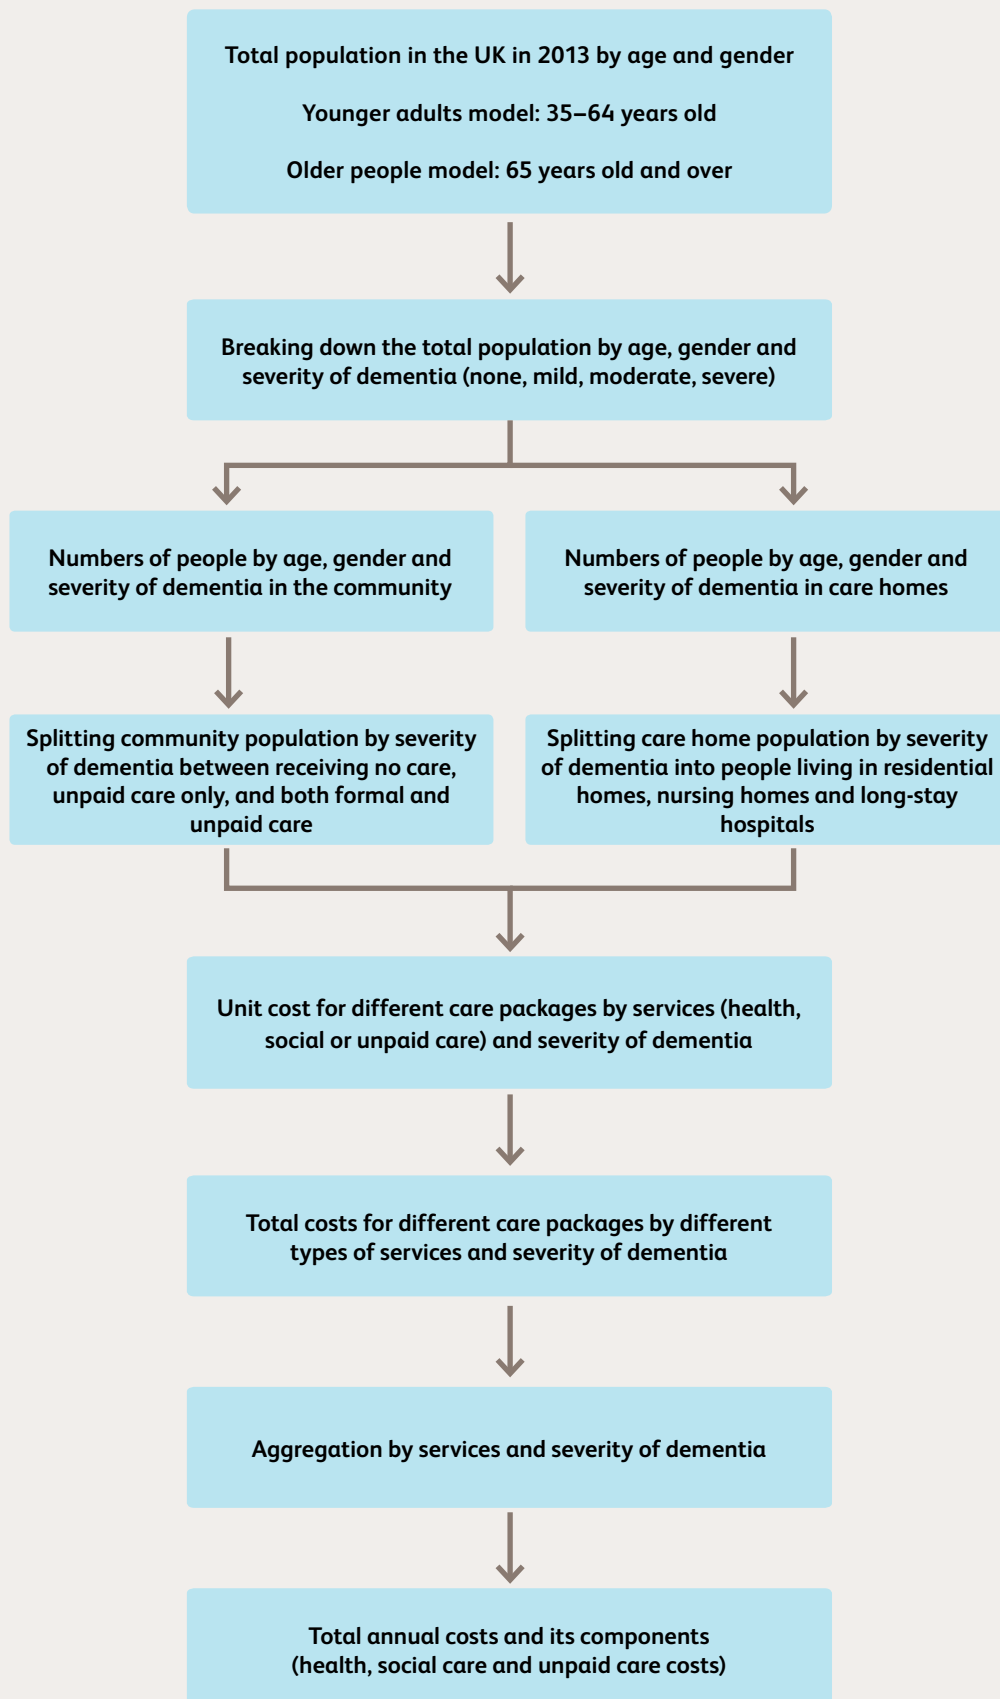 Total population in the UK in 2013 by age and gender
Younger adults model: 35–64 years old
Older people model: 65 years old and over
Breaking down the total population by age, gender and
severity of dementia (none, mild, moderate, severe)
Numbers of people by age, gender and
severity of dementia in the community
Numbers of people by age, gender and
severity of dementia in care homes
Splitting community population by severity
of dementia between receiving no care,
unpaid care only, and both formal and
unpaid care
Splitting care home population by severity
of dementia into people living in residential
homes, nursing homes and long-stay
hospitals
Unit cost for different care packages by services (health,
social or unpaid care) and severity of dementia
Total costs for different care packages by different
types of services and severity of dementia
Aggregation by services and severity of dementia
Total annual costs and its components
(health, social care and unpaid care costs)